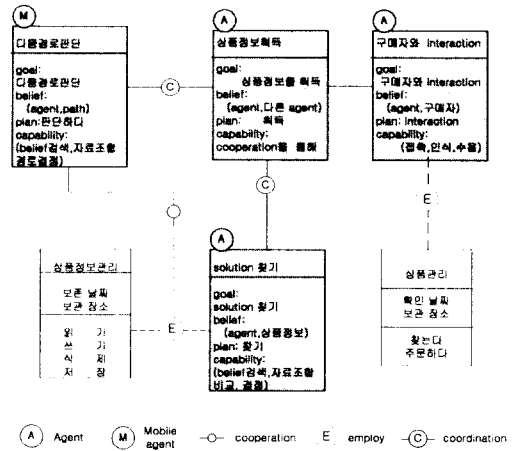 M
다음경로판단
goal:
다음경로판단
belief:
(agent,path)
plan:판단하다
capability:
(belief검색,자료조합
경로결정)
C
A
상품정보획득
goal:
상품정보를 획득
belief:
(agent,다른 agent)
plan: 획득
capability:
cooperation을 통해
A
구매자와 Interaction
goal:
구매자와 Interaction
belief:
(agent,구매자)
plan: Interaction
capability:
(접촉,인식,수용)
C
E
상품정보관리
보존 날짜
보관 장소
읽 기
쓰 기
삭 제
저 장
E
A
solution 찾기
goal:
solution 찾기
belief:
(agent,상품정보)
plan: 찾기
capability:
(belief검색,자료조합
비교, 결정)
상품관리
확인 날짜
보관 장소
찾는다
주문하다
A Agent
M Mobile agent
cooperation
E employ
C coordination